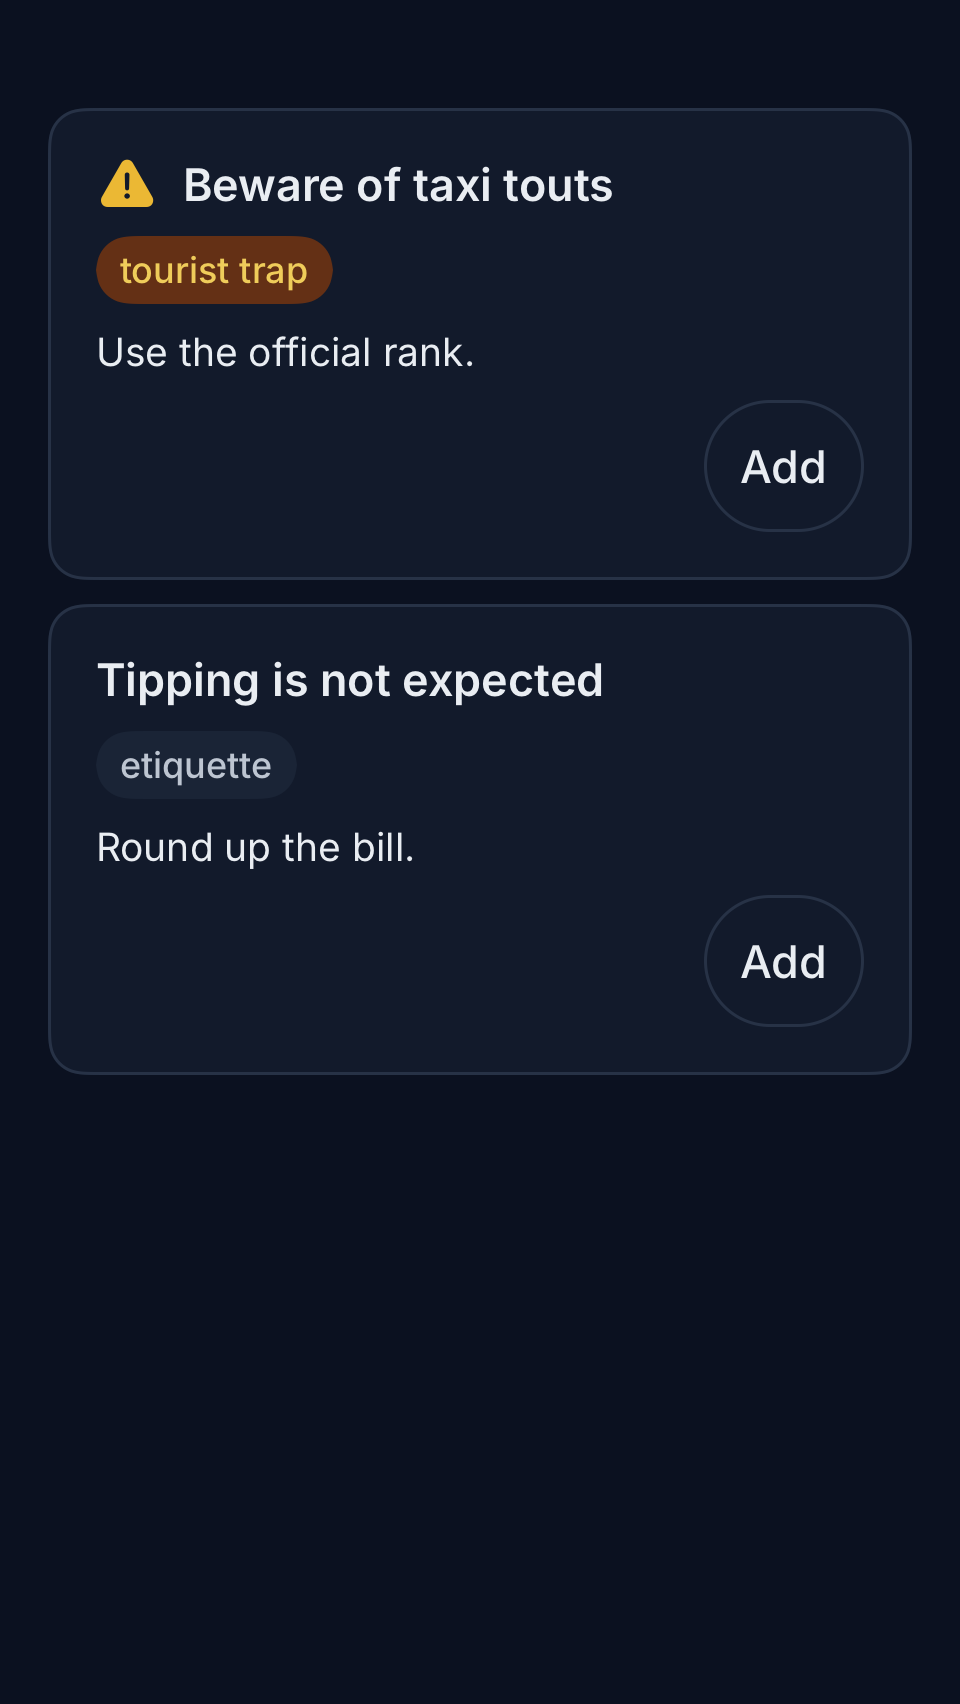 Beware of taxi touts
tourist trap
Use the official rank.
Add
Tipping is not expected
etiquette
Round up the bill.
Add